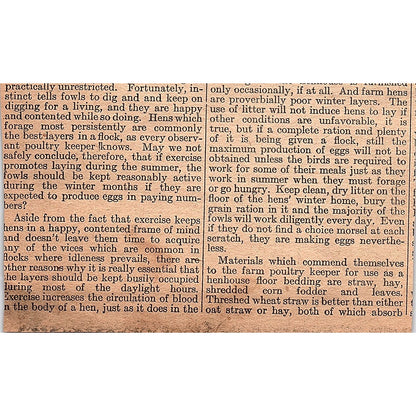 practically unrestricted. Fortunately, in-
stinct tells fowls to dig and and keep on
digging for a living, and they are happy
and contented while so doing. Hens which
forage most persistently are commonly
the best layers in a flock, as every observ-
ant poultry keeper knows. May we not
safely conclude, therefore, that if exercise
promotes laying during the summer, the
fowls should be kept reasonably active
during the winter months if they are
expected to produce eggs in paying num-
bers?
Aside from the fact that exercise keeps
hens in a happy, contented frame of mind
and doesn't leave them time to acquire
any of the vices which are common in
flocks where idleness prevails, there are
other reasons why it is really essential that
the layers should be kept busily occupied
during most of the daylight hours.
Exercise increases the circulation of blood
in the body of a hen, just as it does in the
only occasionally, if at all. And farm hens
are proverbially poor winter layers. The
use of litter will not induce hens to lay if
other conditions are unfavorable, it is
true, but if a complete ration and plenty
of it is being given a flock, still the
maximum production of eggs will not be
obtained unless the birds are required to
work for some of their meals just as they
work in summer when they must forage
or go hungry. Keep clean, dry litter on the
floor of the hens' winter home, bury the
grain ration in it and the majority of the
fowls will work diligently every day. Even
if they do not find a choice morsel at each
scratch, they are making eggs neverthe-
less.
Materials which commend themselves
to the farm poultry keeper for use as a
henhouse floor bedding are straw, hay,
shredded corn fodder and leaves.
Threshed wheat straw is better than either
oat straw or hay, both of which absorb